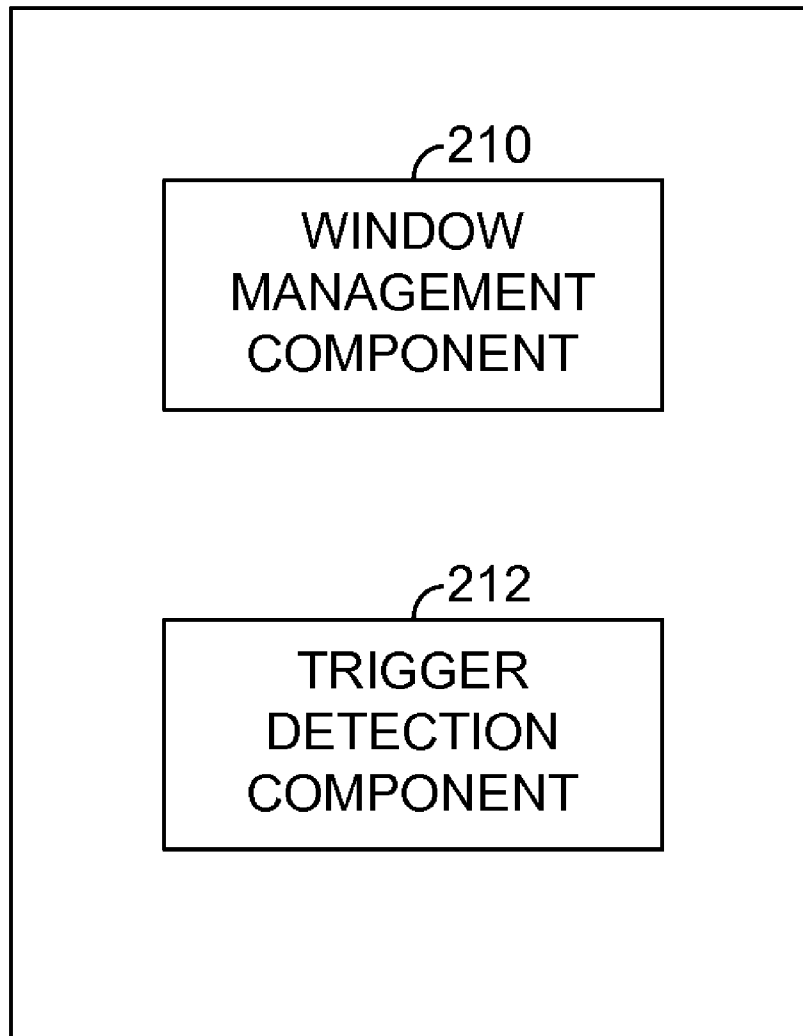 210
WINDOW
MANAGEMENT
COMPONENT
212
TRIGGER
DETECTION
COMPONENT